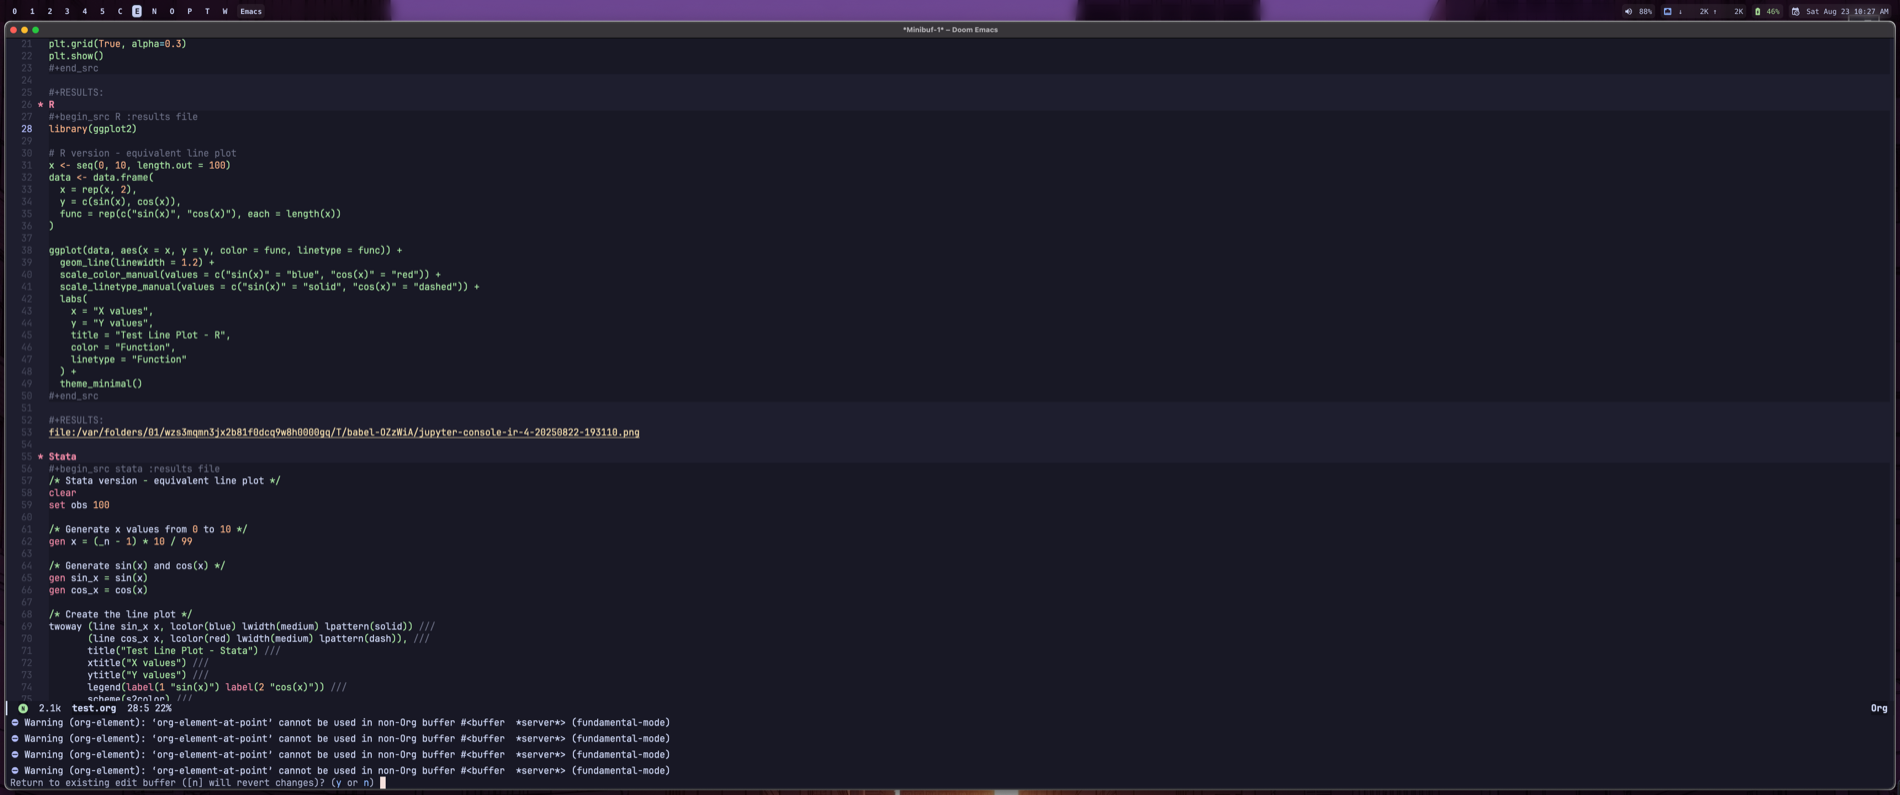 0 1 2 3 4 5 C E N O P T W Emacs
88% ↓ 2K ↑ 2K 46% Sat Aug 23 10:27 AM
*Minibuf-1* – Doom Emacs
21 plt.grid(True, alpha=0.3)
22 plt.show()
23 #+end_src
24
25 #+RESULTS:
26 * R
27 #+begin_src R :results file
28 library(ggplot2)
29
30 # R version - equivalent line plot
31 x <- seq(0, 10, length.out = 100)
32 data <- data.frame(
33   x = rep(x, 2),
34   y = c(sin(x), cos(x)),
35   func = rep(c("sin(x)", "cos(x)"), each = length(x))
36 )
37
38 ggplot(data, aes(x = x, y = y, color = func, linetype = func)) +
39   geom_line(linewidth = 1.2) +
40   scale_color_manual(values = c("sin(x)" = "blue", "cos(x)" = "red")) +
41   scale_linetype_manual(values = c("sin(x)" = "solid", "cos(x)" = "dashed")) +
42   labs(
43     x = "X values",
44     y = "Y values",
45     title = "Test Line Plot - R",
46     color = "Function",
47     linetype = "Function"
48   ) +
49   theme_minimal()
50 #+end_src
51
52 #+RESULTS:
53 file:/var/folders/01/wzs3mqmn3jx2b81f0dcq9w8h0000gq/T/babel-OZzWiA/jupyter-console-ir-4-20250822-193110.png
54
55 * Stata
56 #+begin_src stata :results file
57 /* Stata version - equivalent line plot */
58 clear
59 set obs 100
60
61 /* Generate x values from 0 to 10 */
62 gen x = (_n - 1) * 10 / 99
63
64 /* Generate sin(x) and cos(x) */
65 gen sin_x = sin(x)
66 gen cos_x = cos(x)
67
68 /* Create the line plot */
69 twoway (line sin_x x, lcolor(blue) lwidth(medium) lpattern(solid)) ///
70        (line cos_x x, lcolor(red) lwidth(medium) lpattern(dash)), ///
71        title("Test Line Plot - Stata") ///
72        xtitle("X values") ///
73        ytitle("Y values") ///
74        legend(label(1 "sin(x)") label(2 "cos(x)")) ///
75        scheme(s2color) ///
N 2.1k test.org 28:5 22% Org
⊖ Warning (org-element): ‘org-element-at-point’ cannot be used in non-Org buffer #<buffer  *server*> (fundamental-mode)
⊖ Warning (org-element): ‘org-element-at-point’ cannot be used in non-Org buffer #<buffer  *server*> (fundamental-mode)
⊖ Warning (org-element): ‘org-element-at-point’ cannot be used in non-Org buffer #<buffer  *server*> (fundamental-mode)
⊖ Warning (org-element): ‘org-element-at-point’ cannot be used in non-Org buffer #<buffer  *server*> (fundamental-mode)
Return to existing edit buffer ([n] will revert changes)? (y or n)